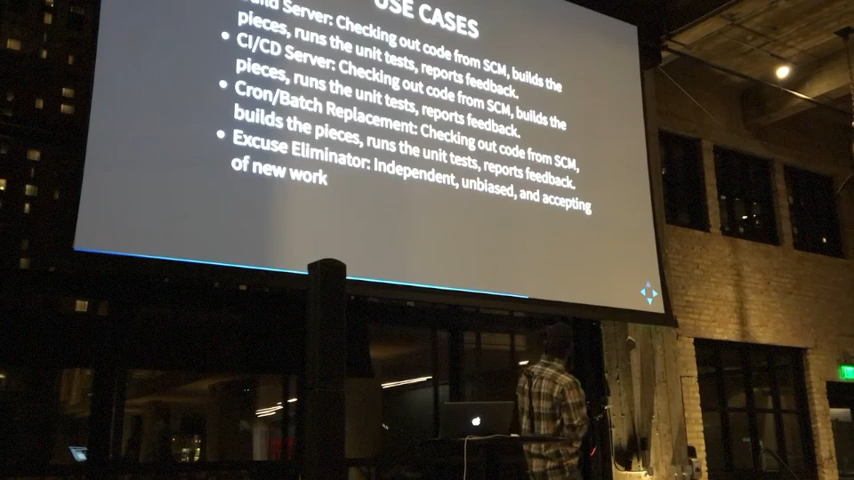 USE CASES
Server: Checking out code from SCM, builds the
pieces, runs the unit tests, reports feedback.
• CI/CD Server: Checking out code from SCM, builds the
pieces, runs the unit tests, reports feedback.
• Cron/Batch Replacement: Checking out code from SCM,
builds the pieces, runs the unit tests, reports feedback.
• Excuse Eliminator: Independent, unbiased, and accepting
of new work